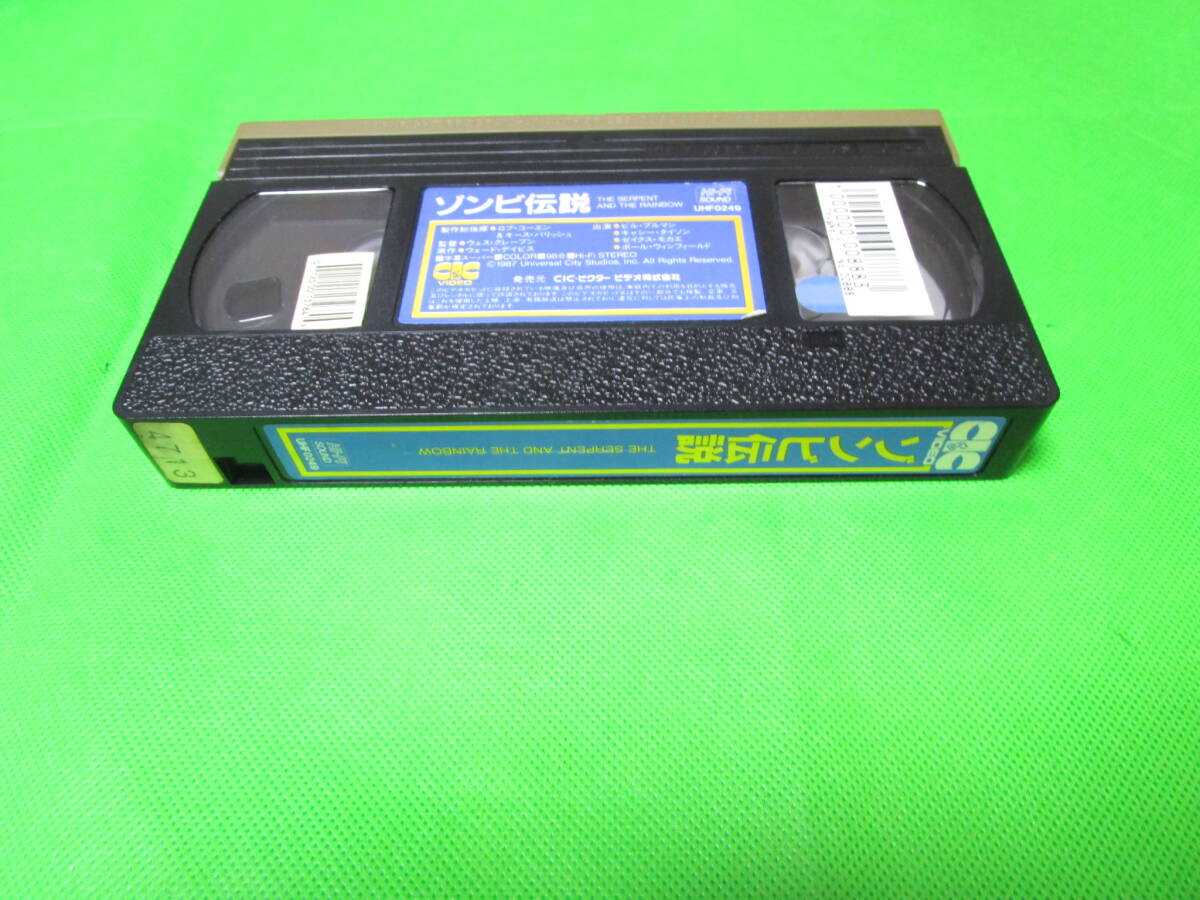 ゾンビ伝説
THE SERPENT
AND THE RAINBOW
HI-FI
SOUND
UHF0249
製作総指揮●ロブ・コーエン
&キース・バリッシュ
監督●ウェス・クレーブン
原作●ウェード・デイビス
出演●ビル・プルマン
●キャシー・タイソン
●ゼイクス・モカエ
●ポール・ウィンフィールド
■字幕スーパー■COLOR■98分■Hi-Fi STEREO
©1987 Universal City Studios, Inc. All Rights Reserved.
CIC
VIDEO
発売元 CIC・ビクター ビデオ株式会社
4713
HI-FI
SOUND
UHF0249
THE SERPENT AND THE RAINBOW
ゾンビ伝説
CIC
VIDEO